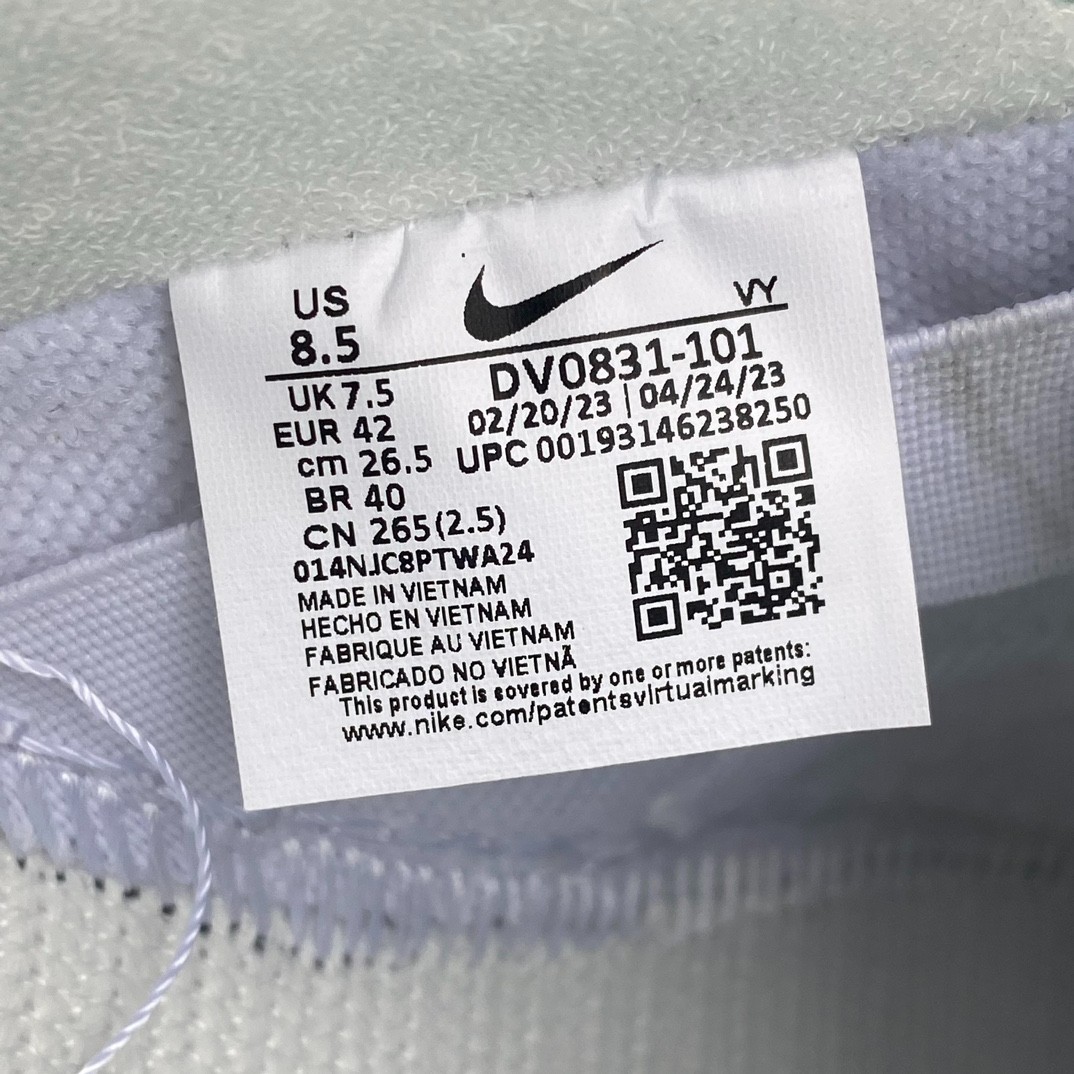 US
8.5
VY
DV0831-101
UK 7.5
02/20/23 | 04/24/23
EUR 42
UPC 00193146238250
cm 26.5
BR 40
CN 265(2.5)
014NJC8PTWA24
MADE IN VIETNAM
HECHO EN VIETNAM
FABRIQUE AU VIETNAM
FABRICADO NO VIETNÃ
This product is eovered by one or more patents:
www.nike.com/patentsvirtualmarking